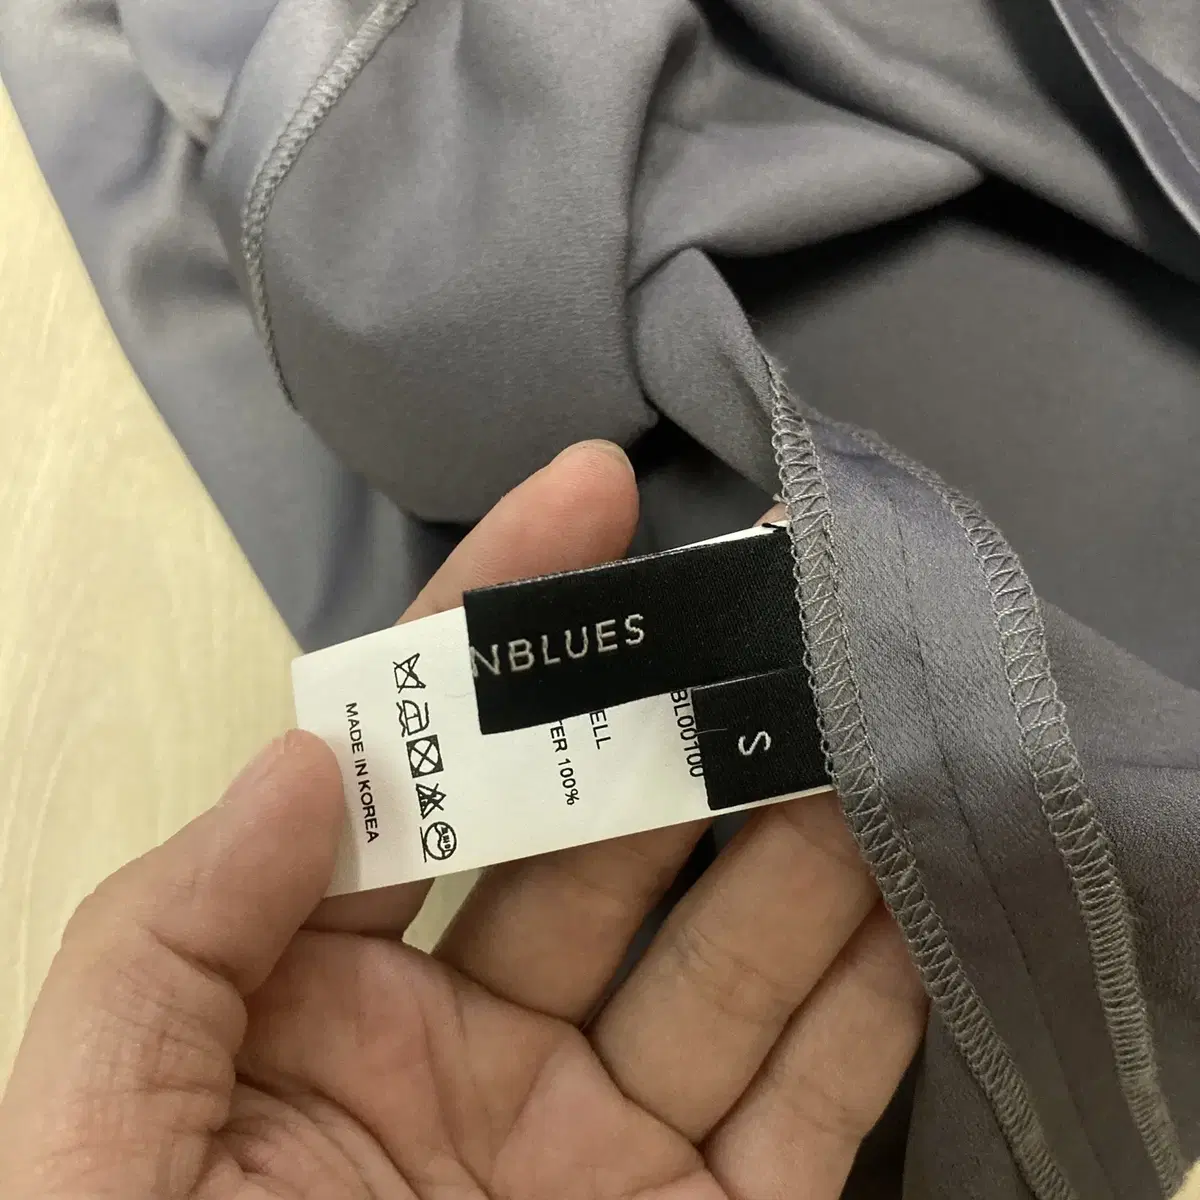 NBLUES
S
BL00100
ELL
TER 100%
MADE IN KOREA